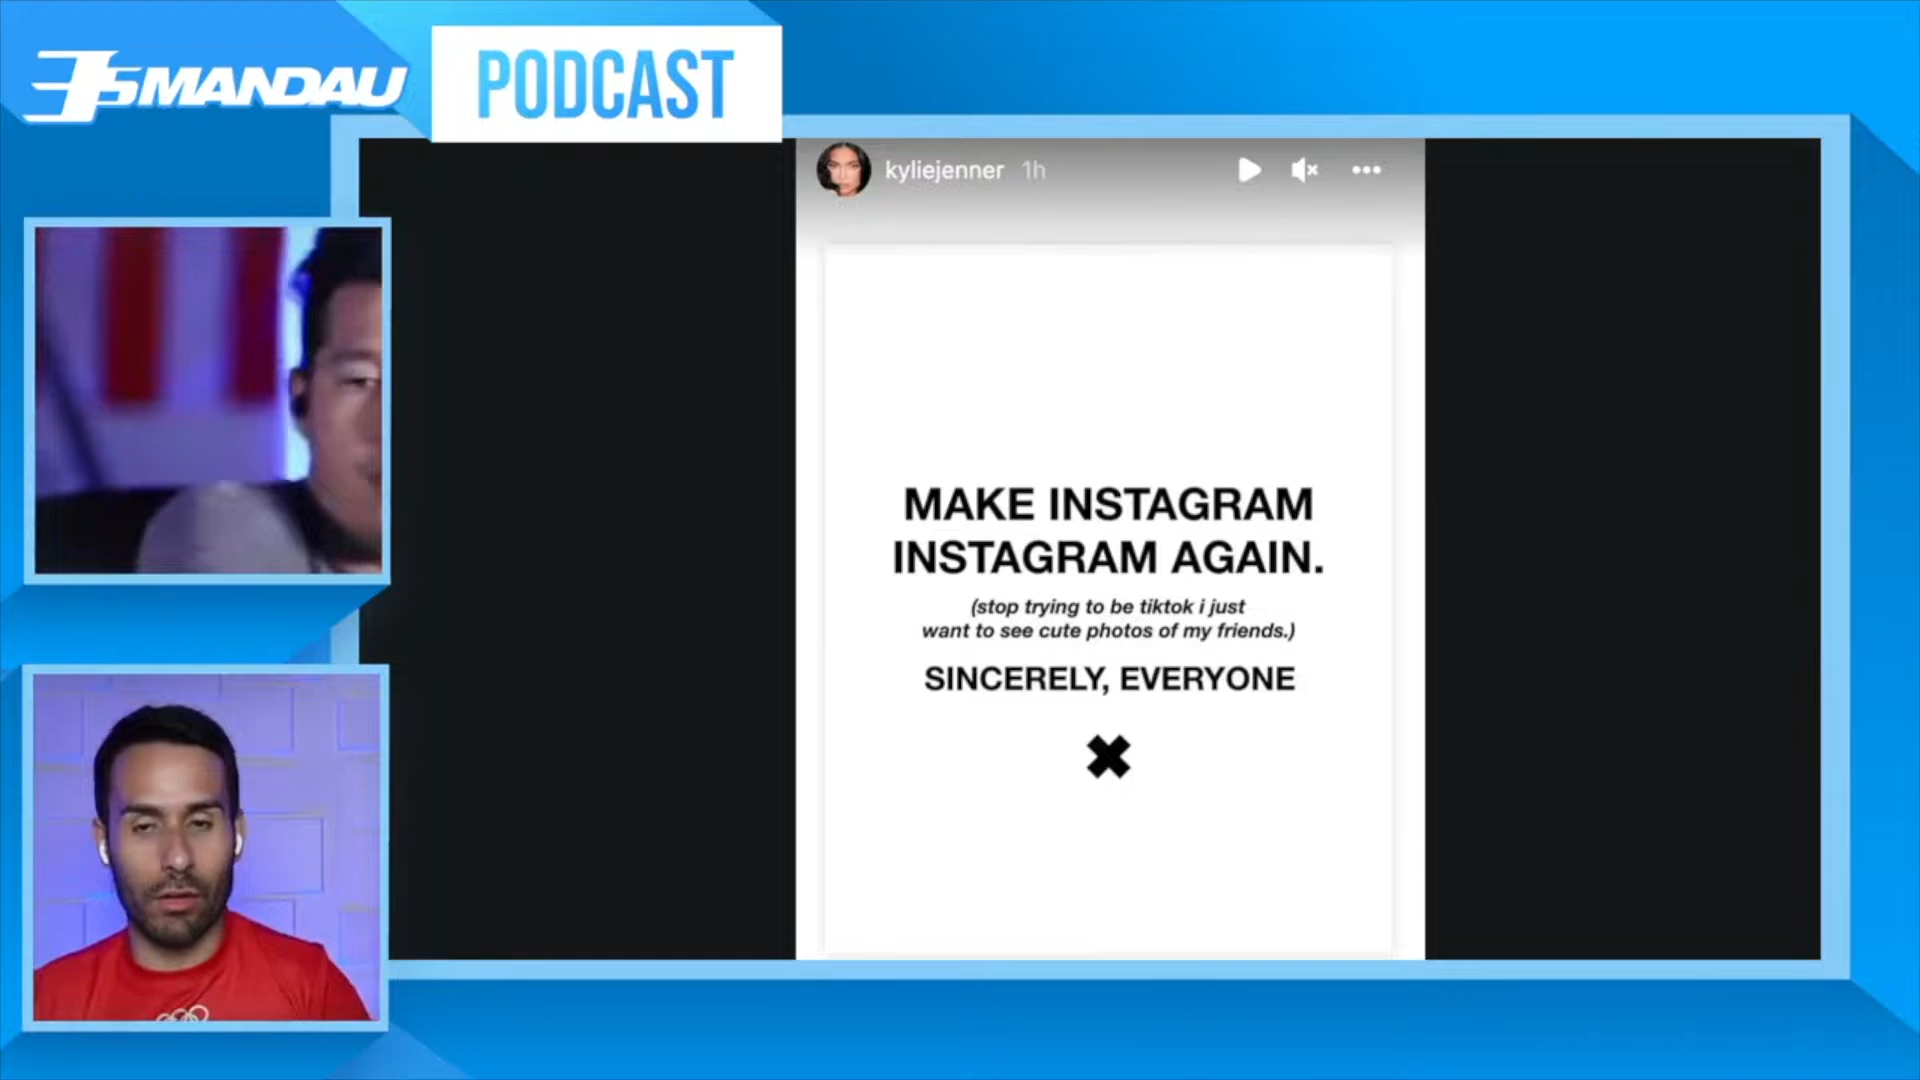 ESMANDAU
PODCAST
kyliejenner 1h
MAKE INSTAGRAM
INSTAGRAM AGAIN.
(stop trying to be tiktok i just
want to see cute photos of my friends.)
SINCERELY, EVERYONE